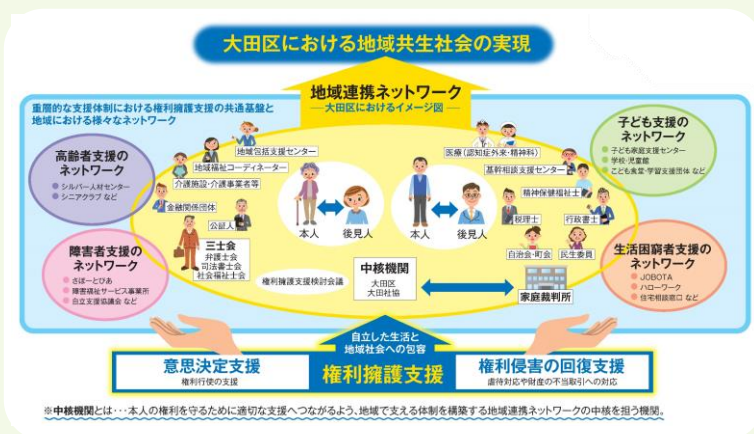 大田区における地域共生社会の実現
地域連携ネットワーク
―大田区におけるイメージ図―
重層的な支援体制における権利擁護支援の共通基盤と
地域における様々なネットワーク
高齢者支援の
ネットワーク
● シルバー人材センター
● シニアクラブ など
障害者支援の
ネットワーク
● さぽーとぴあ
● 障害福祉サービス事業所
● 自立支援協議会 など
子ども支援の
ネットワーク
● 子ども家庭支援センター
● 学校・児童館
● こども食堂・学習支援団体 など
生活困窮者支援の
ネットワーク
● JOBOTA
● ハローワーク
● 住宅相談窓口 など
地域包括支援センター
地域福祉コーディネーター
介護施設・介護事業者等
金融関係団体
公証人
三士会
弁護士会
司法書士会
社会福祉士会
本人
後見人
本人
後見人
医療(認知症外来・精神科)
基幹相談支援センター
精神保健福祉士
税理士
行政書士
自治会・町会
民生委員
権利擁護支援検討会議
中核機関
大田区
大田社協
家庭裁判所
自立した生活と
地域社会への包容
意思決定支援
権利行使の支援
権利擁護支援
権利侵害の回復支援
虐待対応や財産の不当取引への対応
※中核機関とは・・・本人の権利を守るために適切な支援へつながるよう、地域で支える体制を構築する地域連携ネットワークの中核を担う機関。